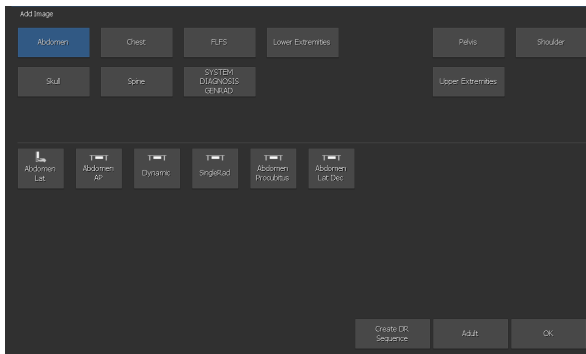 Add Image
Abdomen
Chest
FLFS
Lower Extremities
Pelvis
Shoulder
Skull
Spine
SYSTEM
DIAGNOSIS
GENRAD
Upper Extremities
Abdomen
Lat
Abdomen
AP
Dynamic
SingleRad
Abdomen
Procubitus
Abdomen
Lat Dec
Create DR
Sequence
Adult
OK